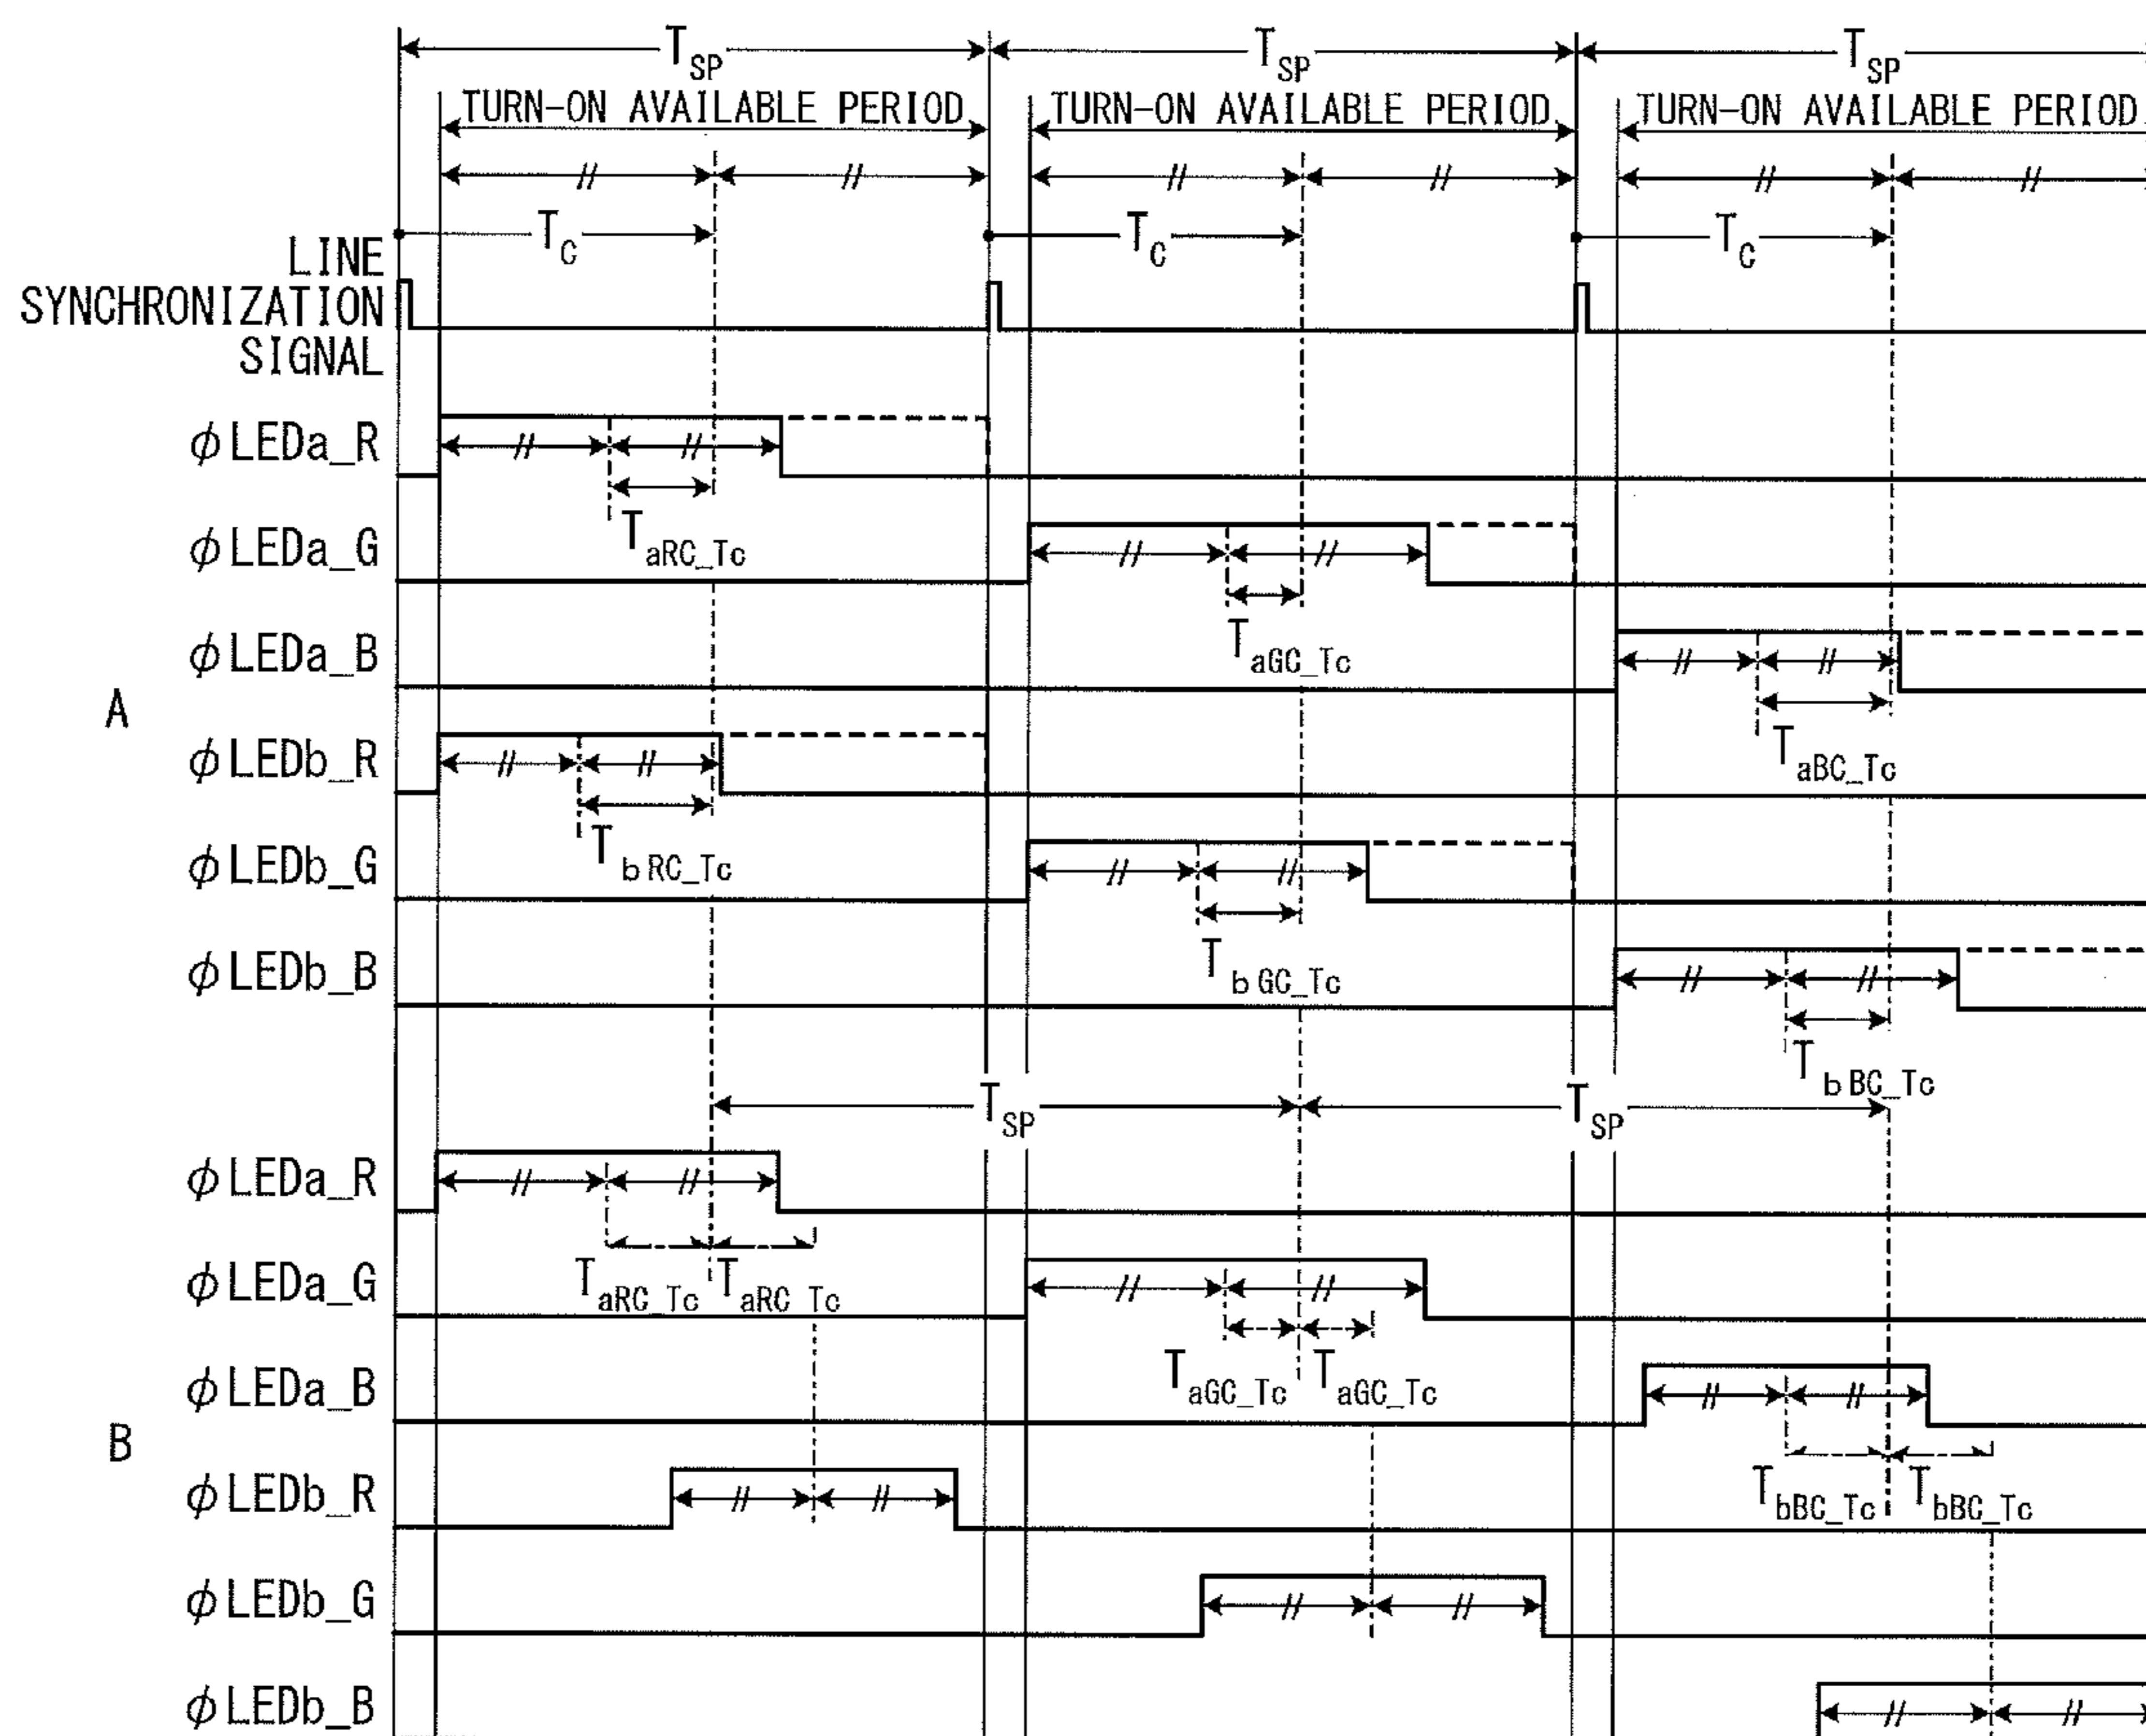 T_SP T_SP T_SP
TURN-ON AVAILABLE PERIOD TURN-ON AVAILABLE PERIOD TURN-ON AVAILABLE PERIOD
T_C T_C T_C
LINE
SYNCHRONIZATION
SIGNAL
φLEDa_R
T_aRC_Tc
φLEDa_G
T_aGC_Tc
φLEDa_B
A
T_aBC_Tc
φLEDb_R
T_bRC_Tc
φLEDb_G
T_bGC_Tc
φLEDb_B
T_bBC_Tc
T_SP T_SP
φLEDa_R
T_aRC_Tc T_aRC_Tc
φLEDa_G
T_aGC_Tc T_aGC_Tc
φLEDa_B
B
T_bBC_Tc T_bBC_Tc
φLEDb_R
φLEDb_G
φLEDb_B